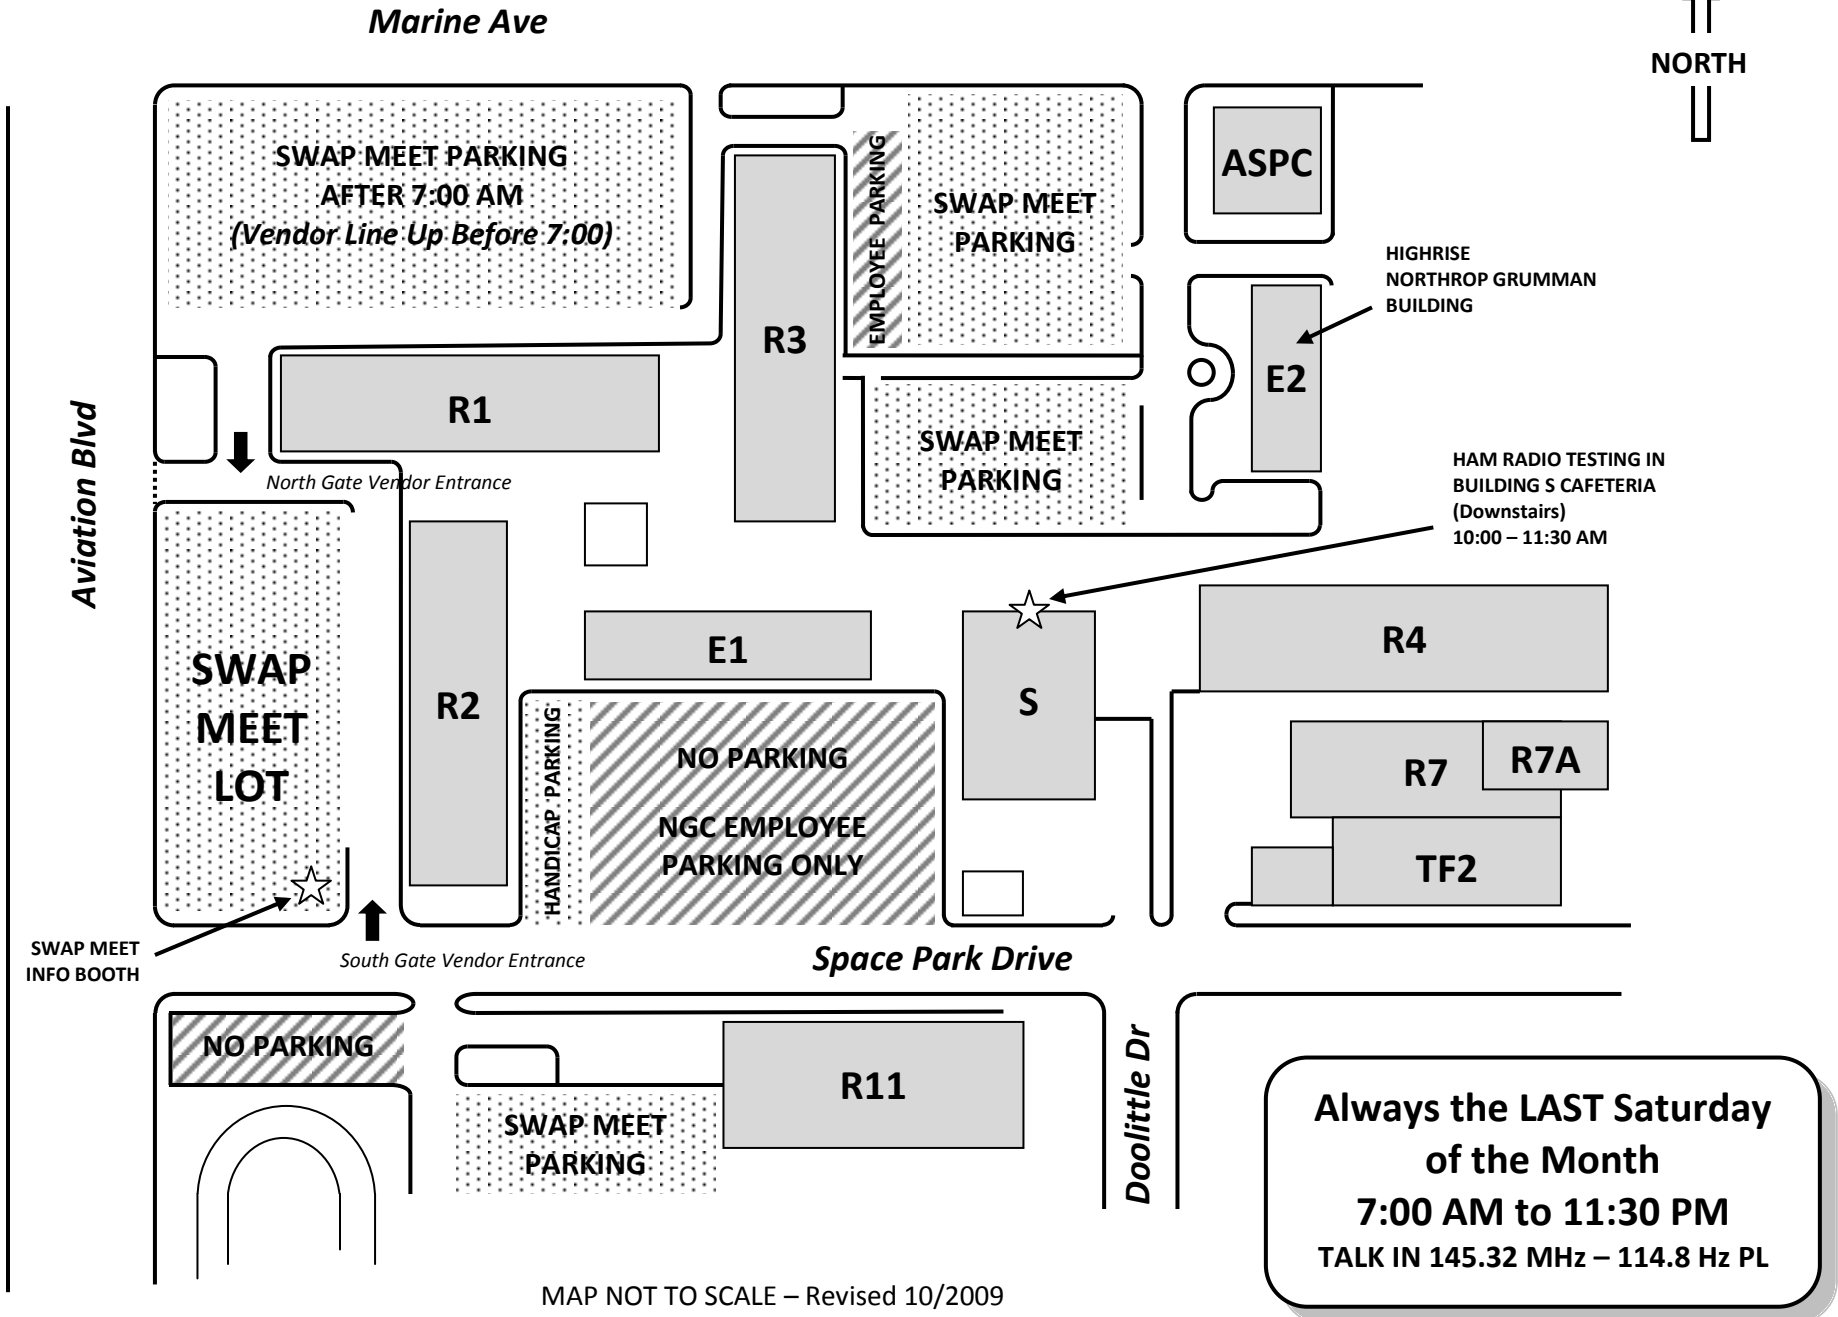 Marine Ave
NORTH
SWAP MEET PARKING
AFTER 7:00 AM
(Vendor Line Up Before 7:00)
EMPLOYEE PARKING
SWAP MEET
PARKING
ASPC
HIGHRISE
NORTHROP GRUMMAN
BUILDING
R3
E2
R1
Aviation Blvd
North Gate Vendor Entrance
SWAP MEET
PARKING
HAM RADIO TESTING IN
BUILDING S CAFETERIA
(Downstairs)
10:00 – 11:30 AM
SWAP
MEET
LOT
R2
E1
S
R4
HANDICAP PARKING
NO PARKING
NGC EMPLOYEE
PARKING ONLY
R7
R7A
TF2
SWAP MEET
INFO BOOTH
South Gate Vendor Entrance
Space Park Drive
NO PARKING
R11
SWAP MEET
PARKING
Doolittle Dr
Always the LAST Saturday
of the Month
7:00 AM to 11:30 PM
TALK IN 145.32 MHz – 114.8 Hz PL
MAP NOT TO SCALE – Revised 10/2009